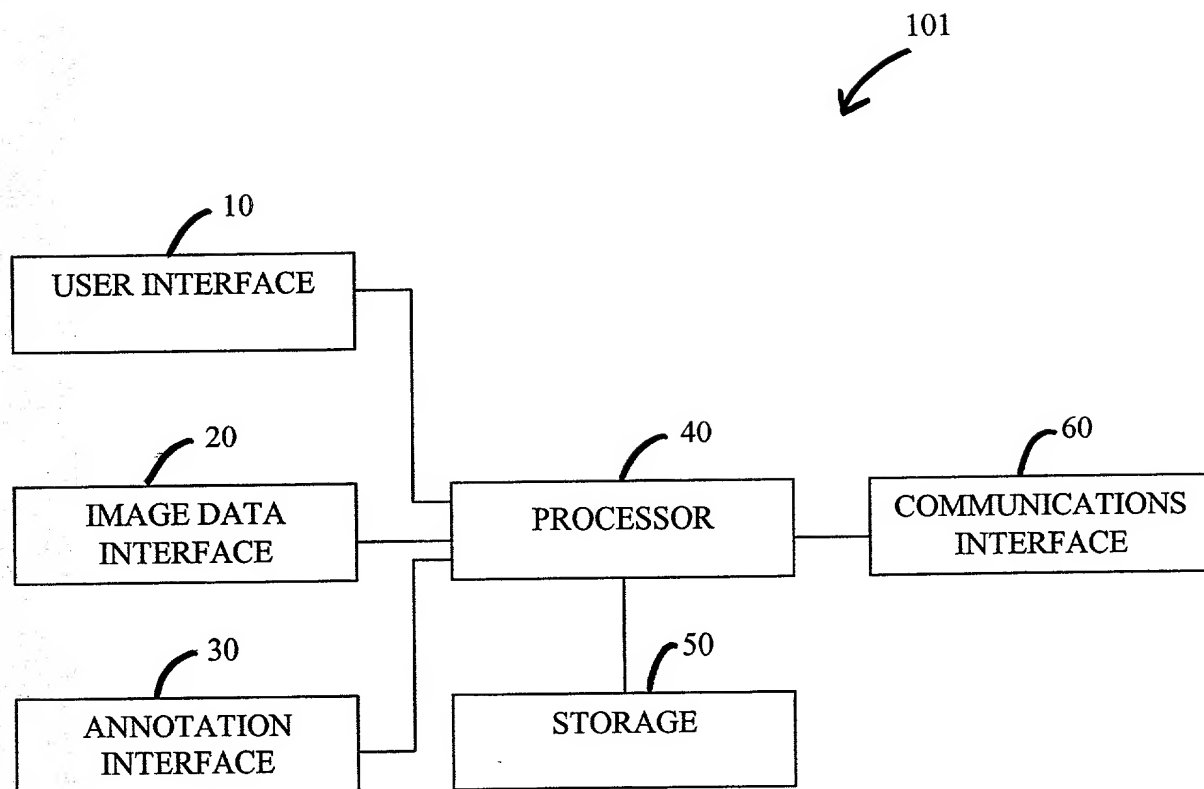 101
10
USER INTERFACE
20
IMAGE DATA
INTERFACE
30
ANNOTATION
INTERFACE
40
PROCESSOR
50
STORAGE
60
COMMUNICATIONS
INTERFACE